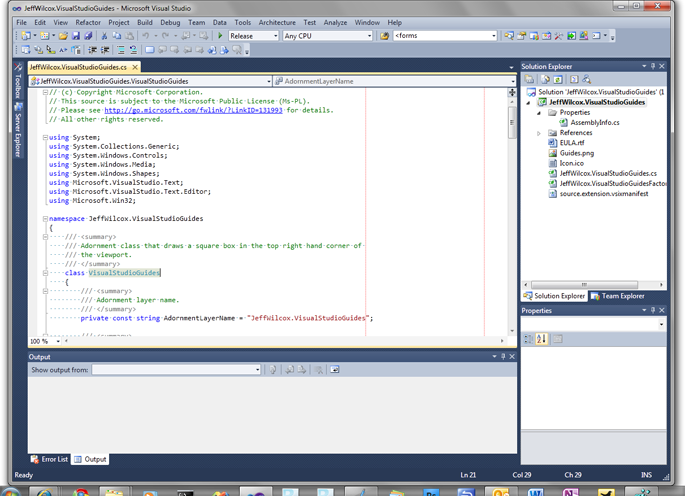 JeffWilcox.VisualStudioGuides - Microsoft Visual Studio
File Edit View Refactor Project Build Debug Team Data Tools Architecture Test Analyze Window Help
Release Any CPU <forms
Toolbox
Server Explorer
JeffWilcox.VisualStudioGuides.cs
JeffWilcox.VisualStudioGuides.VisualStudioGuides AdornmentLayerName
// (c) Copyright Microsoft Corporation.
// This source is subject to the Microsoft Public License (Ms-PL).
// Please see http://go.microsoft.com/fwlink/?LinkID=131993 for details.
// All other rights reserved.
using System;
using System.Collections.Generic;
using System.Windows.Controls;
using System.Windows.Media;
using System.Windows.Shapes;
using Microsoft.VisualStudio.Text;
using Microsoft.VisualStudio.Text.Editor;
using Microsoft.Win32;
namespace JeffWilcox.VisualStudioGuides
{
/// <summary>
/// Adornment class that draws a square box in the top right hand corner of
/// the viewport.
/// </summary>
class VisualStudioGuides
{
/// <summary>
/// Adornment layer name.
/// </summary>
private const string AdornmentLayerName = "JeffWilcox.VisualStudioGuides";
/// <summary>
100 %
Output
Show output from:
Error List Output
Solution Explorer
Solution 'JeffWilcox.VisualStudioGuides' (1
JeffWilcox.VisualStudioGuides
Properties
AssemblyInfo.cs
References
EULA.rtf
Guides.png
Icon.ico
JeffWilcox.VisualStudioGuides.cs
JeffWilcox.VisualStudioGuidesFactor
source.extension.vsixmanifest
Solution Explorer Team Explorer
Properties
Ready Ln 21 Col 29 Ch 29 INS